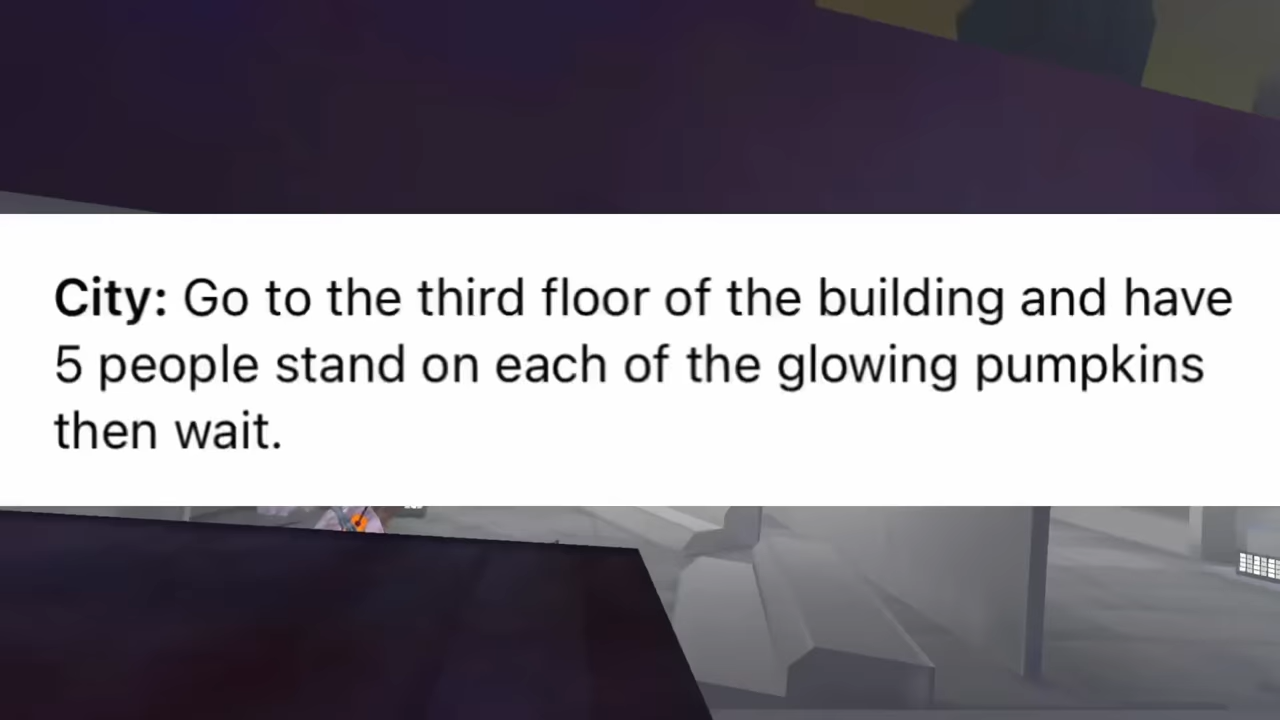 City: Go to the third floor of the building and have
5 people stand on each of the glowing pumpkins
then wait.